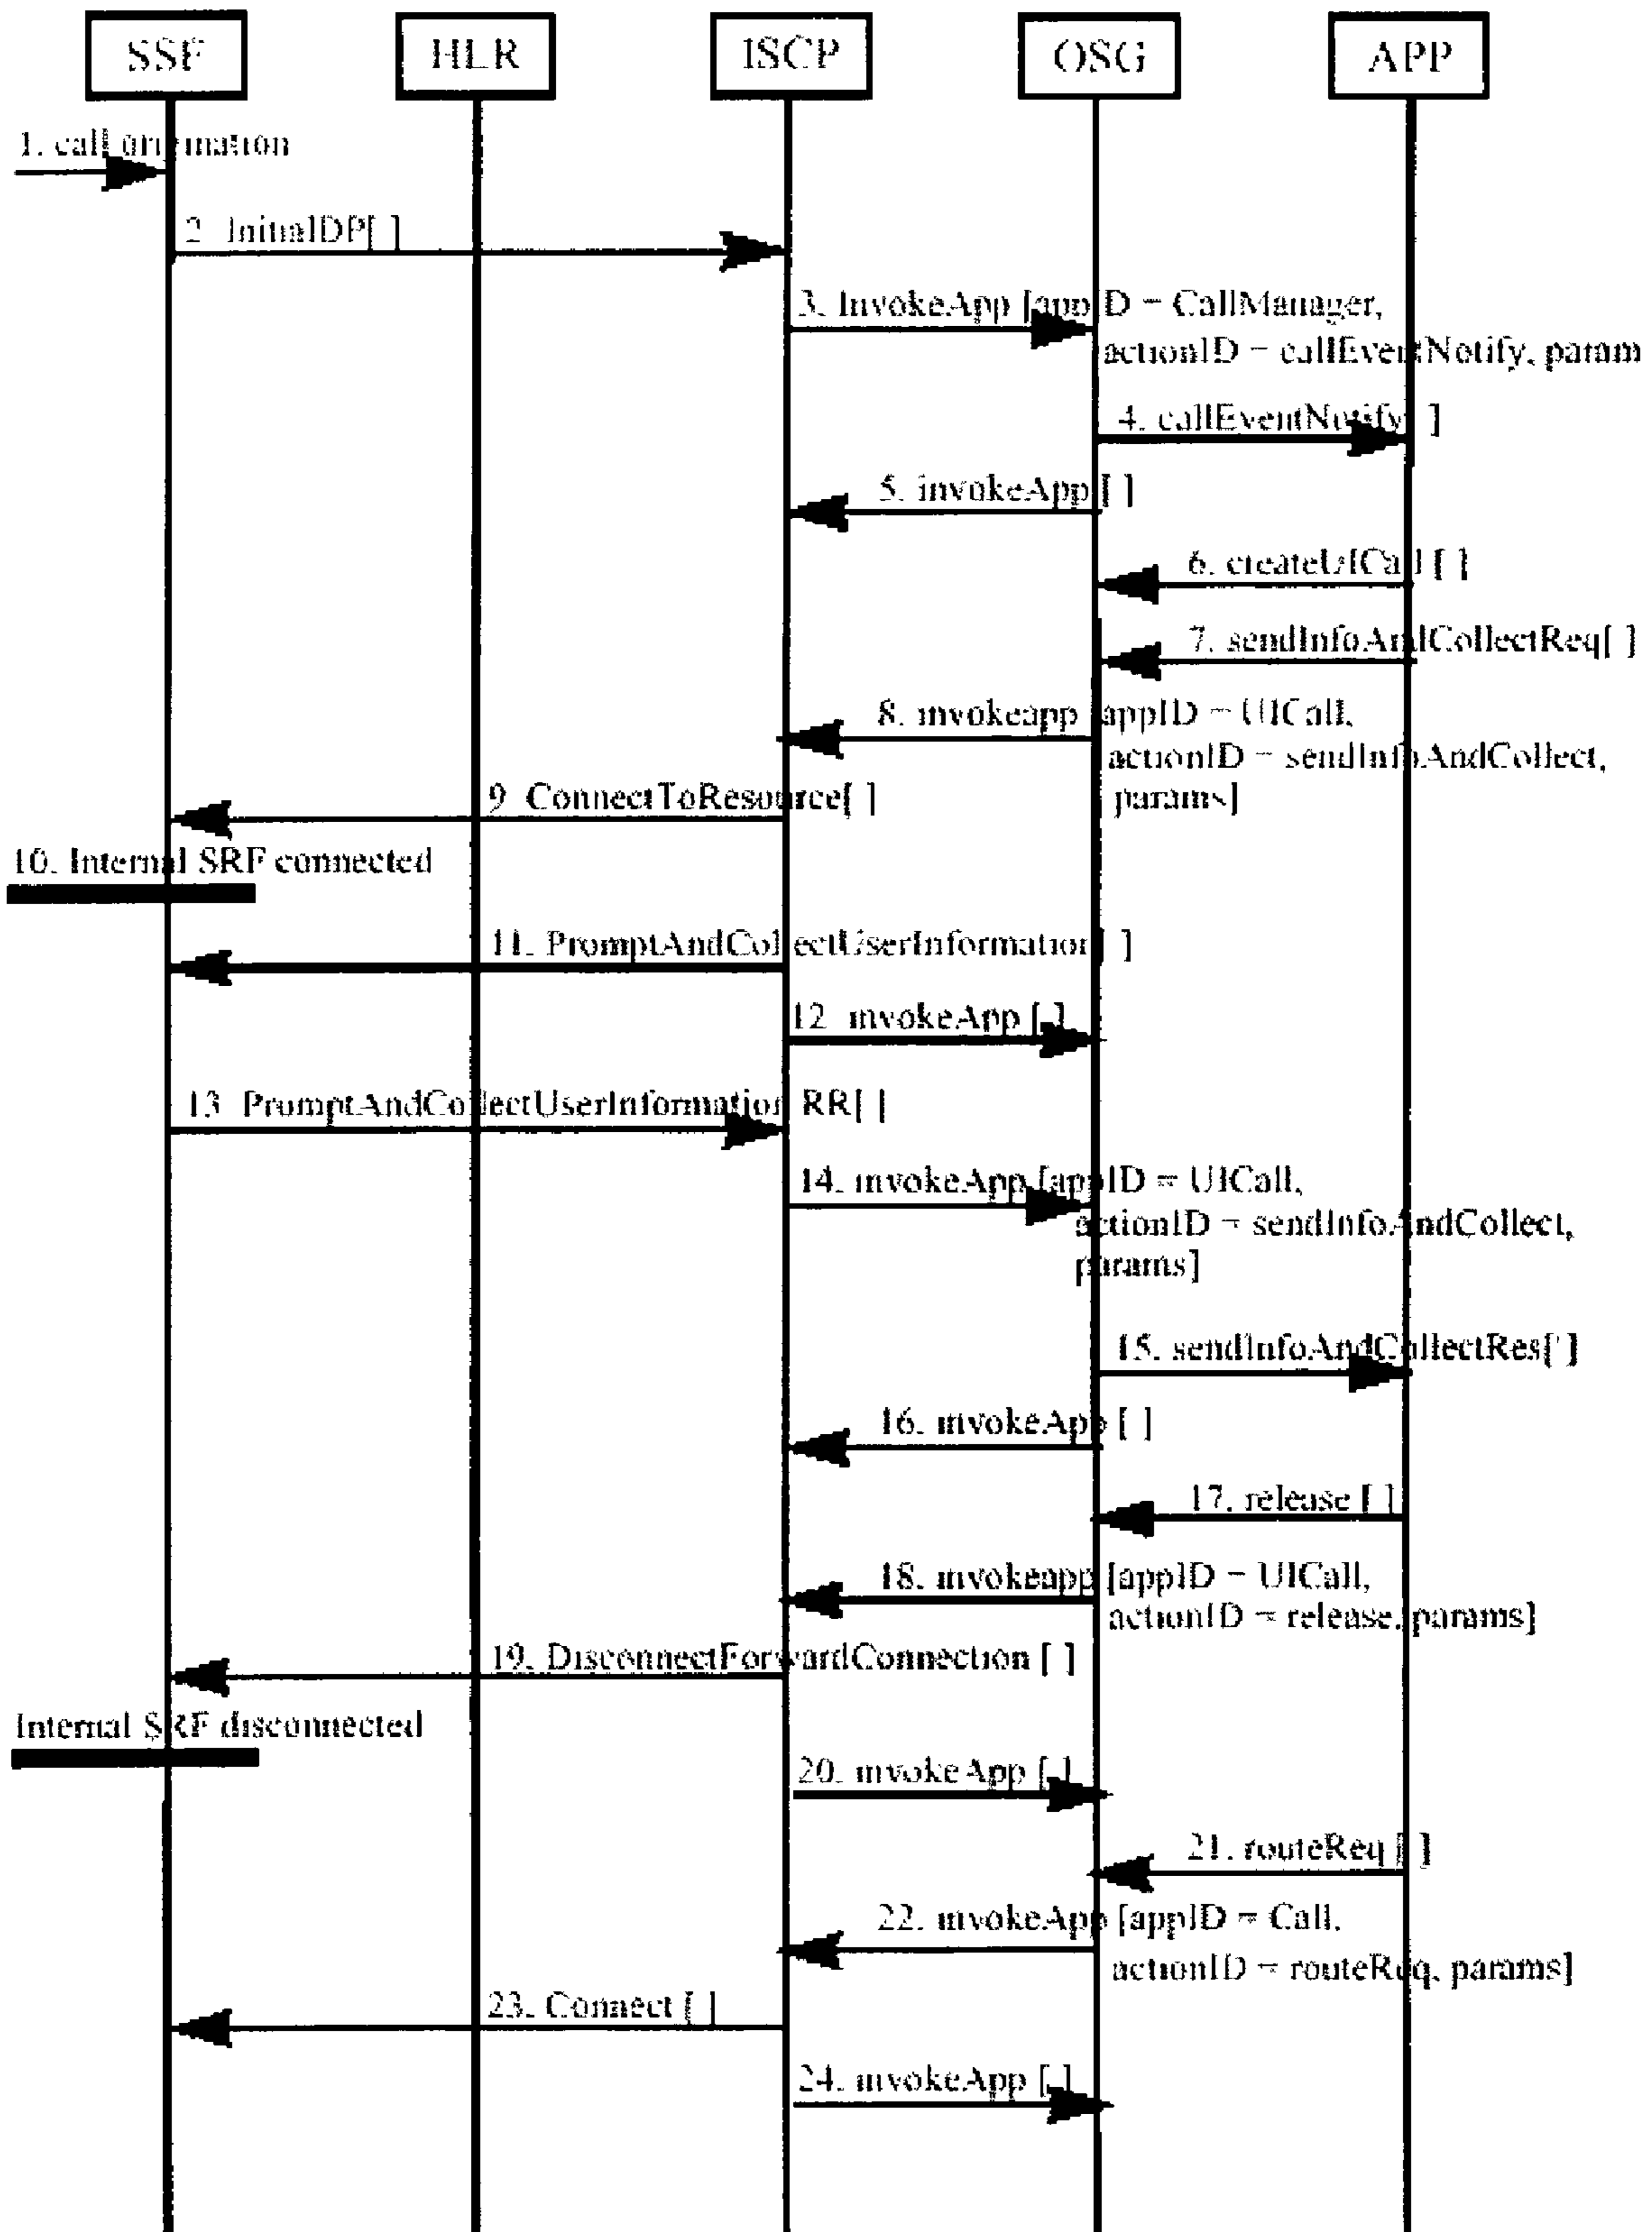 SSF HLR ISCP OSG APP
1. call origination
2. InitialDP[ ]
3. InvokeApp [appID = CallManager,
actionID = callEventNotify, param
4. callEventNotify[ ]
5. invokeApp [ ]
6. createUICall [ ]
7. sendInfoAndCollectReq[ ]
8. invokeapp [appID = UICall,
actionID = sendInfoAndCollect,
params]
9. ConnectToResource[ ]
10. Internal SRF connected
11. PromptAndCollectUserInformation[ ]
12. invokeApp [ ]
13. PromptAndCollectUserInformation RR[ ]
14. invokeApp [appID = UICall,
actionID = sendInfoAndCollect,
params]
15. sendInfoAndCollectRes[ ]
16. invokeApp [ ]
17. release [ ]
18. invokeapp [appID = UICall,
actionID = release, params]
19. DisconnectForwardConnection [ ]
Internal SRF disconnected
20. invokeApp [ ]
21. routeReq [ ]
22. invokeApp [appID = Call,
actionID = routeReq, params]
23. Connect [ ]
24. invokeApp [ ]